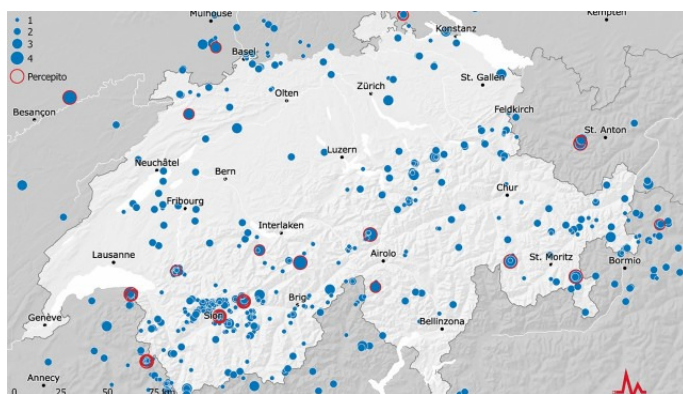 Mulhouse
Kempten
1
2
3
4
Percepito
Basel
Konstanz
Besançon
Olten
Zürich
St. Gallen
Feldkirch
St. Anton
Neuchâtel
Luzern
Bern
Fribourg
Chur
Interlaken
Lausanne
Airolo
St. Moritz
Bormio
Genève
Sion
Brig
Bellinzona
Annecy
0 25 50 75 km